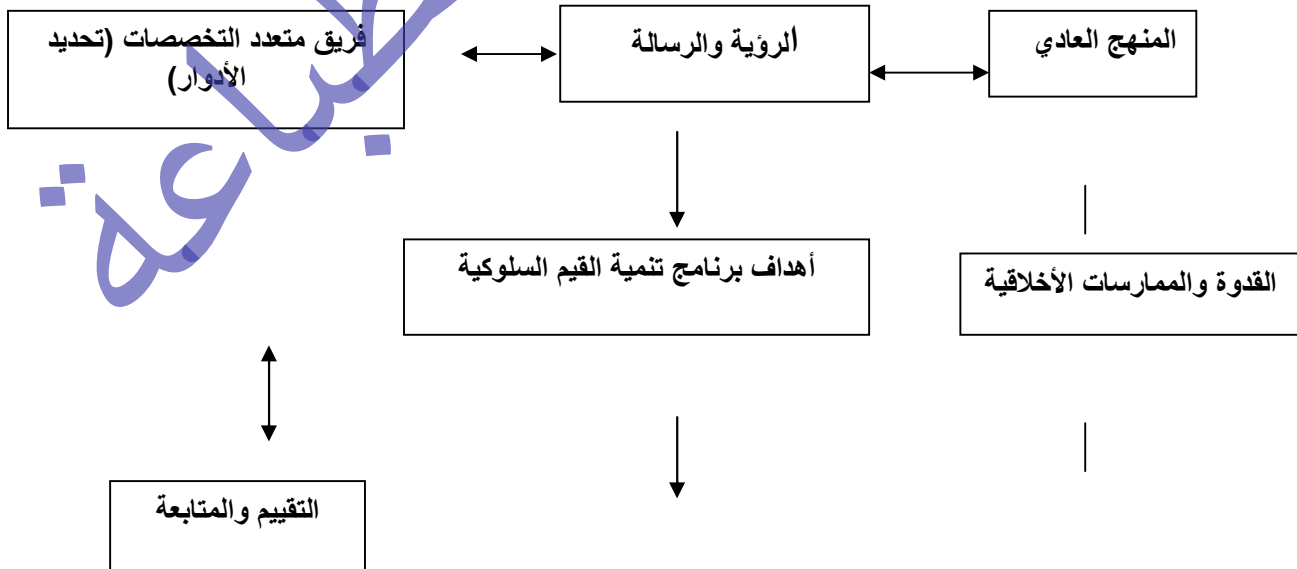 المنهج العادي
الرؤية والرسالة
فريق متعدد التخصصات (تحديد
الأدوار)
القدوة والممارسات الأخلاقية
أهداف برنامج تنمية القيم السلوكية
التقييم والمتابعة